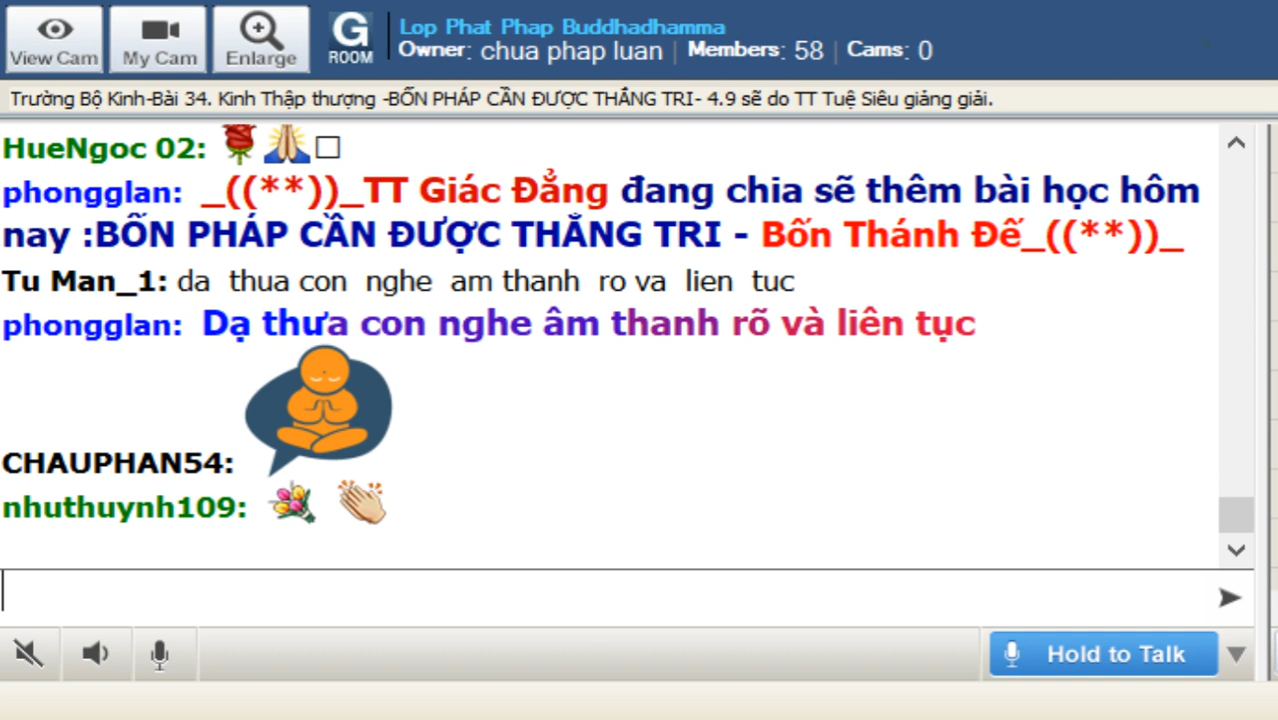 View Cam
My Cam
Enlarge
G
ROOM
Lop Phat Phap Buddhadhamma
Owner: chua phap luan | Members: 58 | Cams: 0
Trường Bộ Kinh-Bài 34. Kinh Thập thượng -BỐN PHÁP CẦN ĐƯỢC THẮNG TRI- 4.9 sẽ do TT Tuệ Siêu giảng giải.
HueNgoc 02:
phongglan: _((**))_TT Giác Đẳng đang chia sẽ thêm bài học hôm
nay :BỐN PHÁP CẦN ĐƯỢC THẮNG TRI - Bốn Thánh Đế_((**))_
Tu Man_1: da thua con nghe am thanh ro va lien tuc
phongglan: Dạ thưa con nghe âm thanh rõ và liên tục
CHAUPHAN54:
nhuthuynh109:
Hold to Talk